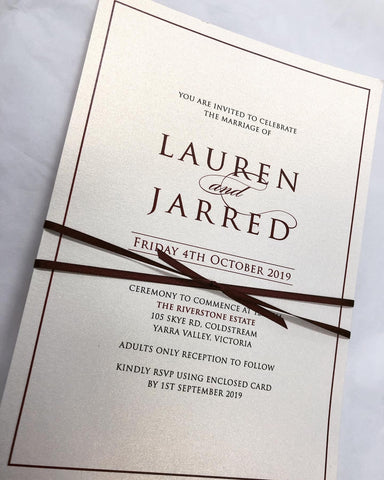 YOU ARE INVITED TO CELEBRATE
THE MARRIAGE OF
LAUREN
and
JARRED
FRIDAY 4TH OCTOBER 2019
CEREMONY TO COMMENCE AT
THE RIVERSTONE ESTATE
105 SKYE RD, COLDSTREAM
YARRA VALLEY, VICTORIA
ADULTS ONLY RECEPTION TO FOLLOW
KINDLY RSVP USING ENCLOSED CARD
BY 1ST SEPTEMBER 2019